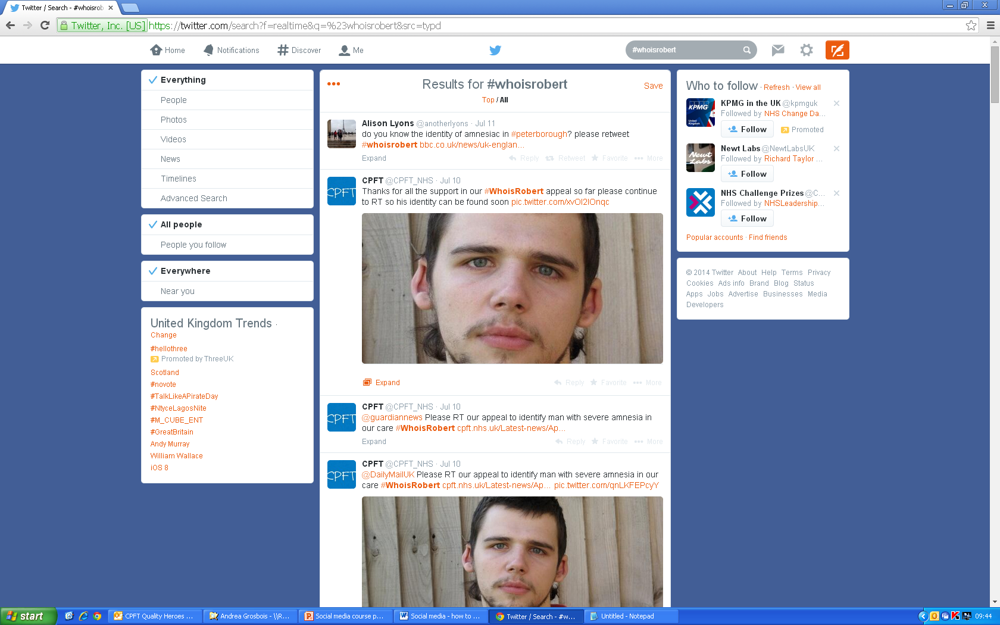 Twitter / Search - #whoisrob
Twitter, Inc. [US] https://twitter.com/search?f=realtime&q=%23whoisrobert&src=typd
Home
Notifications
Discover
Me
#whoisrobert
Everything
People
Photos
Videos
News
Timelines
Advanced Search
All people
People you follow
Everywhere
Near you
United Kingdom Trends ·
Change
#hellothree
Promoted by ThreeUK
Scotland
#novote
#TalkLikeAPirateDay
#NtyceLagosNite
#M_CUBE_ENT
#GreatBritain
Andy Murray
William Wallace
iOS 8
Results for #whoisrobert
Save
Top / All
Alison Lyons @anotherlyons · Jul 11
do you know the identity of amnesiac in #peterborough? please retweet
#whoisrobert bbc.co.uk/news/uk-englan...
Expand
Reply Retweet Favorite More
CPFT
CPFT @CPFT_NHS · Jul 10
Thanks for all the support in our #WhoisRobert appeal so far please continue
to RT so his identity can be found soon pic.twitter.com/xvOI2IOnqc
Expand
Reply Favorite More
CPFT
CPFT @CPFT_NHS · Jul 10
@guardiannews Please RT our appeal to identify man with severe amnesia in
our care #WhoisRobert cpft.nhs.uk/Latest-news/Ap...
Expand
Reply Favorite More
CPFT
CPFT @CPFT_NHS · Jul 10
@DailyMailUK Please RT our appeal to identify man with severe amnesia in our
care #WhoisRobert cpft.nhs.uk/Latest-news/Ap... pic.twitter.com/qnLKFEPcyY
Who to follow · Refresh · View all
KPMG
United Kingdom
KPMG in the UK @kpmguk
Followed by NHS Change Da...
Follow
Promoted
Newt Labs
Newt Labs @NewtLabsUK
Followed by Richard Taylor ...
Follow
NHS Challenge Prizes @C...
Followed by NHSLeadership...
Follow
Popular accounts · Find friends
© 2014 Twitter About Help Terms Privacy
Cookies Ads info Brand Blog Status
Apps Jobs Advertise Businesses Media
Developers
start
CPFT Quality Heroes ...
Andrea Grosbois - \\R...
Social media course p...
Social media - how to ...
Twitter / Search - #w...
Untitled - Notepad
09:44